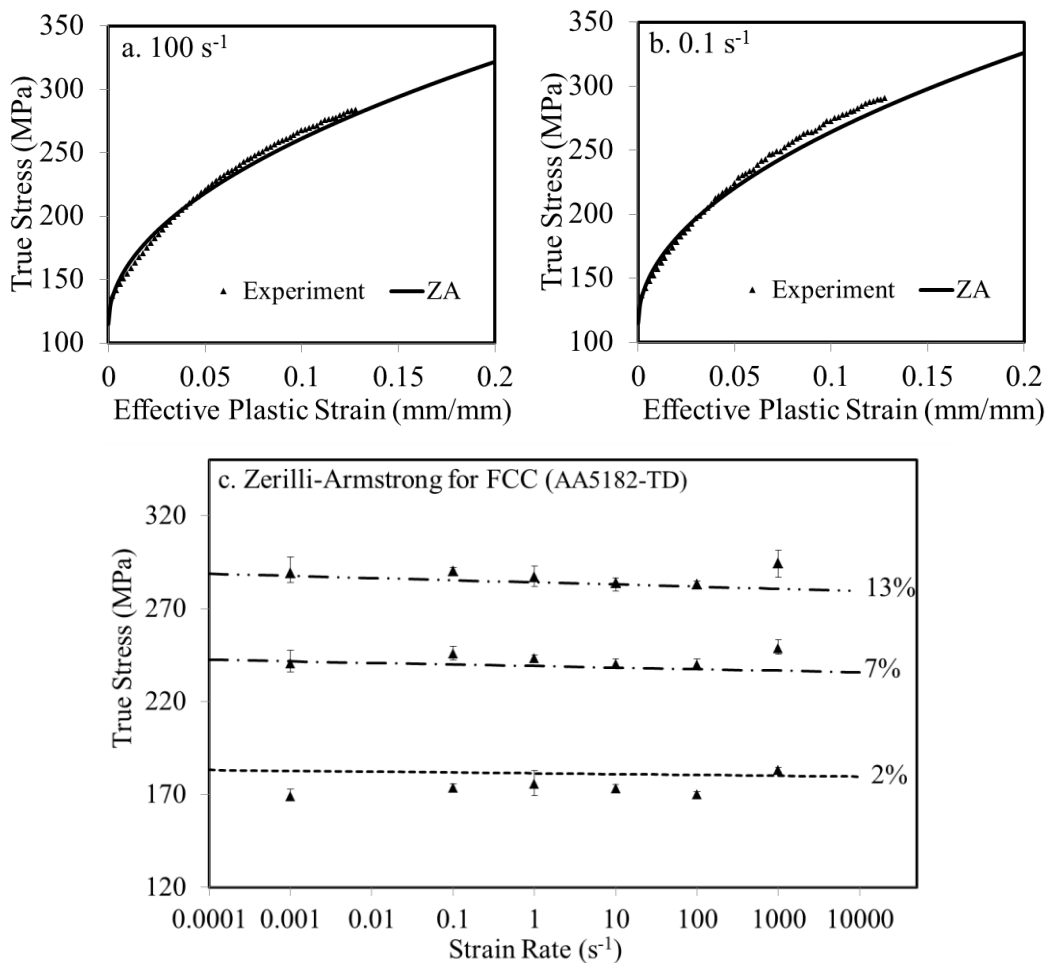 a. 100 s⁻¹
True Stress (MPa)
350
300
250
200
150
100
Experiment ZA
0 0.05 0.1 0.15 0.2
Effective Plastic Strain (mm/mm)
b. 0.1 s⁻¹
True Stress (MPa)
350
300
250
200
150
100
Experiment ZA
0 0.05 0.1 0.15 0.2
Effective Plastic Strain (mm/mm)
c. Zerilli-Armstrong for FCC (AA5182-TD)
True Stress (MPa)
320
270
220
170
120
13%
7%
2%
0.0001 0.001 0.01 0.1 1 10 100 1000 10000
Strain Rate (s⁻¹)